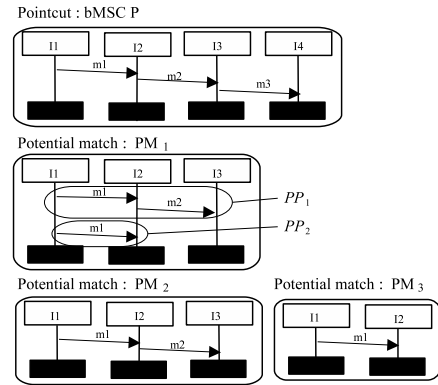 Pointcut : bMSC P
I1 I2 I3 I4
m1
m2
m3
Potential match : PM 1
I1 I2 I3
m1
m2
PP1
m1
PP2
Potential match : PM 2
I1 I2 I3
m1
m2
Potential match : PM 3
I1 I2
m1